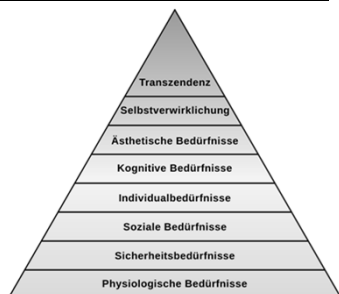 Transzendenz
Selbstverwirklichung
Ästhetische Bedürfnisse
Kognitive Bedürfnisse
Individualbedürfnisse
Soziale Bedürfnisse
Sicherheitsbedürfnisse
Physiologische Bedürfnisse